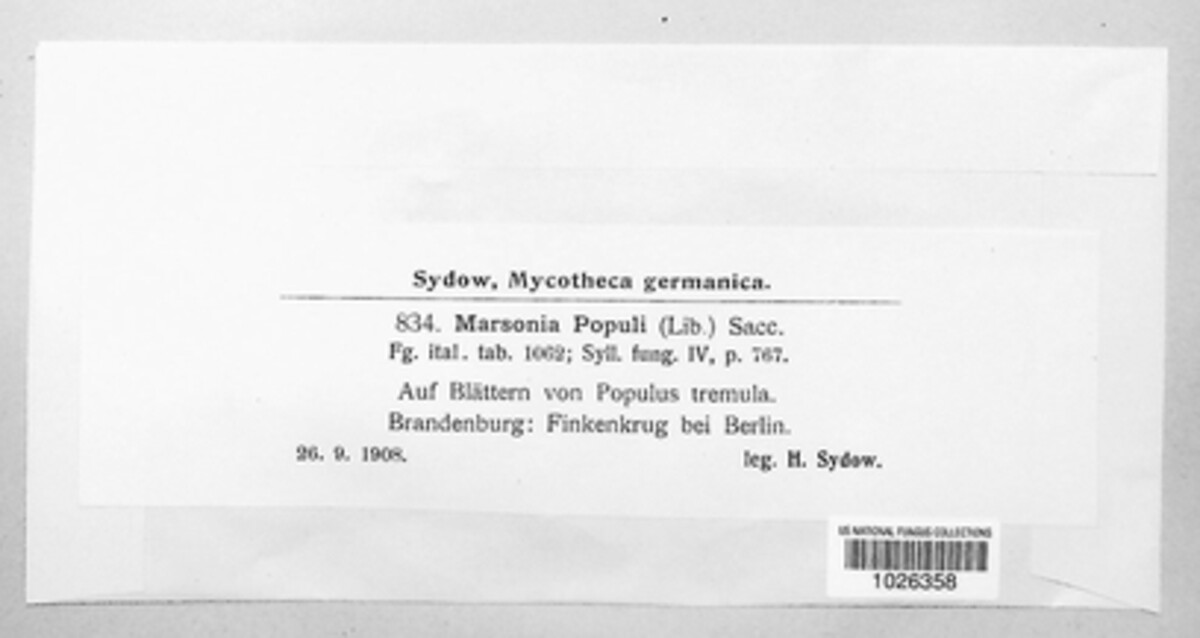 Sydow, Mycotheca germanica.
834. Marsonia Populi (Lib.) Sacc.
Fg. ital. tab. 1062; Syll. fung. IV, p. 767.
Auf Blättern von Populus tremula.
Brandenburg: Finkenkrug bei Berlin.
26. 9. 1908. leg. H. Sydow.
US NATIONAL FUNGUS COLLECTIONS
1026358